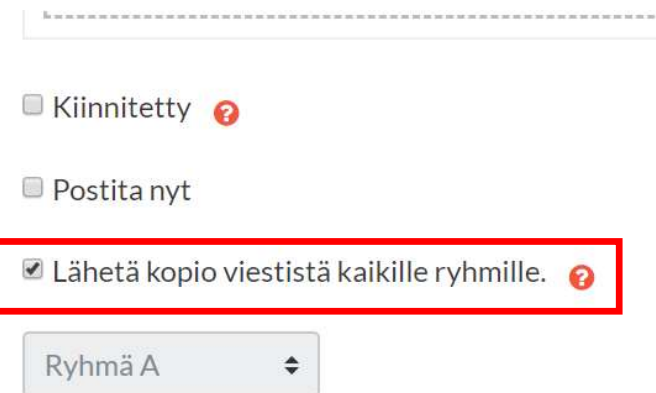 Kiinnitetty ?
Postita nyt
Lähetä kopio viestistä kaikille ryhmille. ?
Ryhmä A